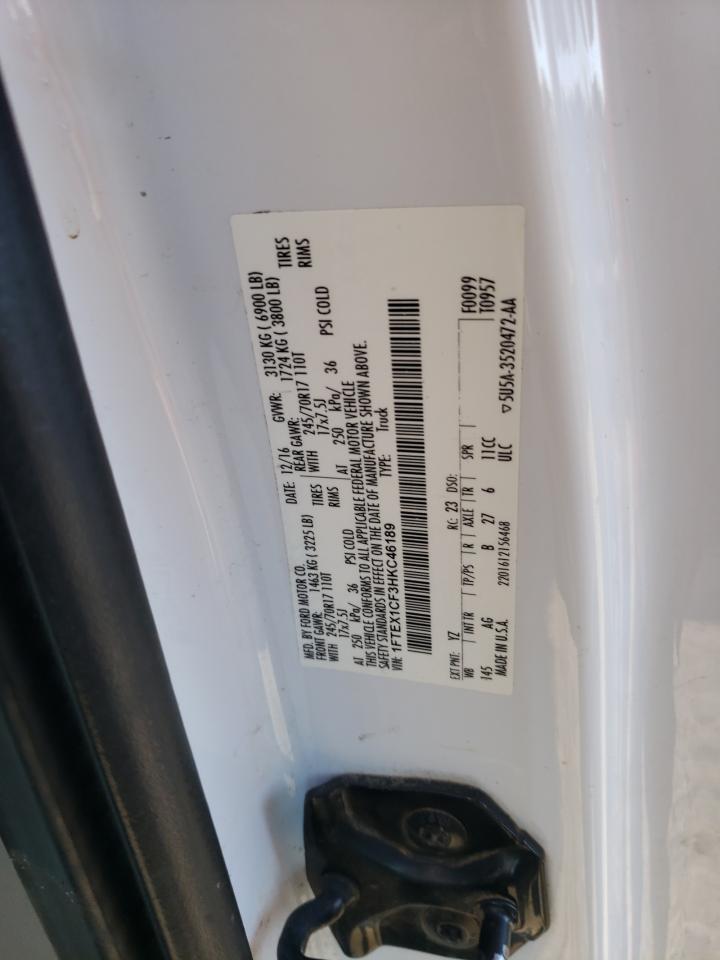 MFD. BY FORD MOTOR CO. DATE: 12/16 GVWR: 3130 KG ( 6900 LB)
FRONT GAWR: 1463 KG ( 3225 LB) REAR GAWR: 1724 KG ( 3800 LB)
WITH 245/70R17 110T TIRES WITH 245/70R17 110T TIRES
17x7.5J RIMS 17x7.5J RIMS
AT 250 kPa/ 36 PSI COLD AT 250 kPa/ 36 PSI COLD
THIS VEHICLE CONFORMS TO ALL APPLICABLE FEDERAL MOTOR VEHICLE
SAFETY STANDARDS IN EFFECT ON THE DATE OF MANUFACTURE SHOWN ABOVE.
VIN: 1FTEX1CF3HKC46189 TYPE: Truck
EXT PNT: YZ RC: 23 DSO: F0099
WB INT TR TP/PS R AXLE TR SPR T0957
145 AG B 27 6 11CC
MADE IN U.S.A. 2201612156468 ULC ▽5U5A-3520472-AA